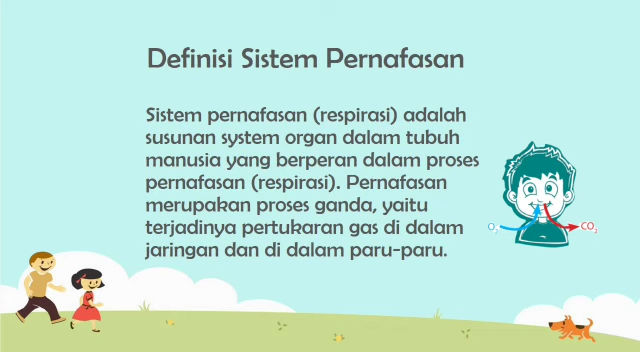 Definisi Sistem Pernafasan
Sistem pernafasan (respirasi) adalah
susunan system organ dalam tubuh
manusia yang berperan dalam proses
pernafasan (respirasi). Pernafasan
merupakan proses ganda, yaitu
terjadinya pertukaran gas di dalam
jaringan dan di dalam paru-paru.
O₂
CO₂